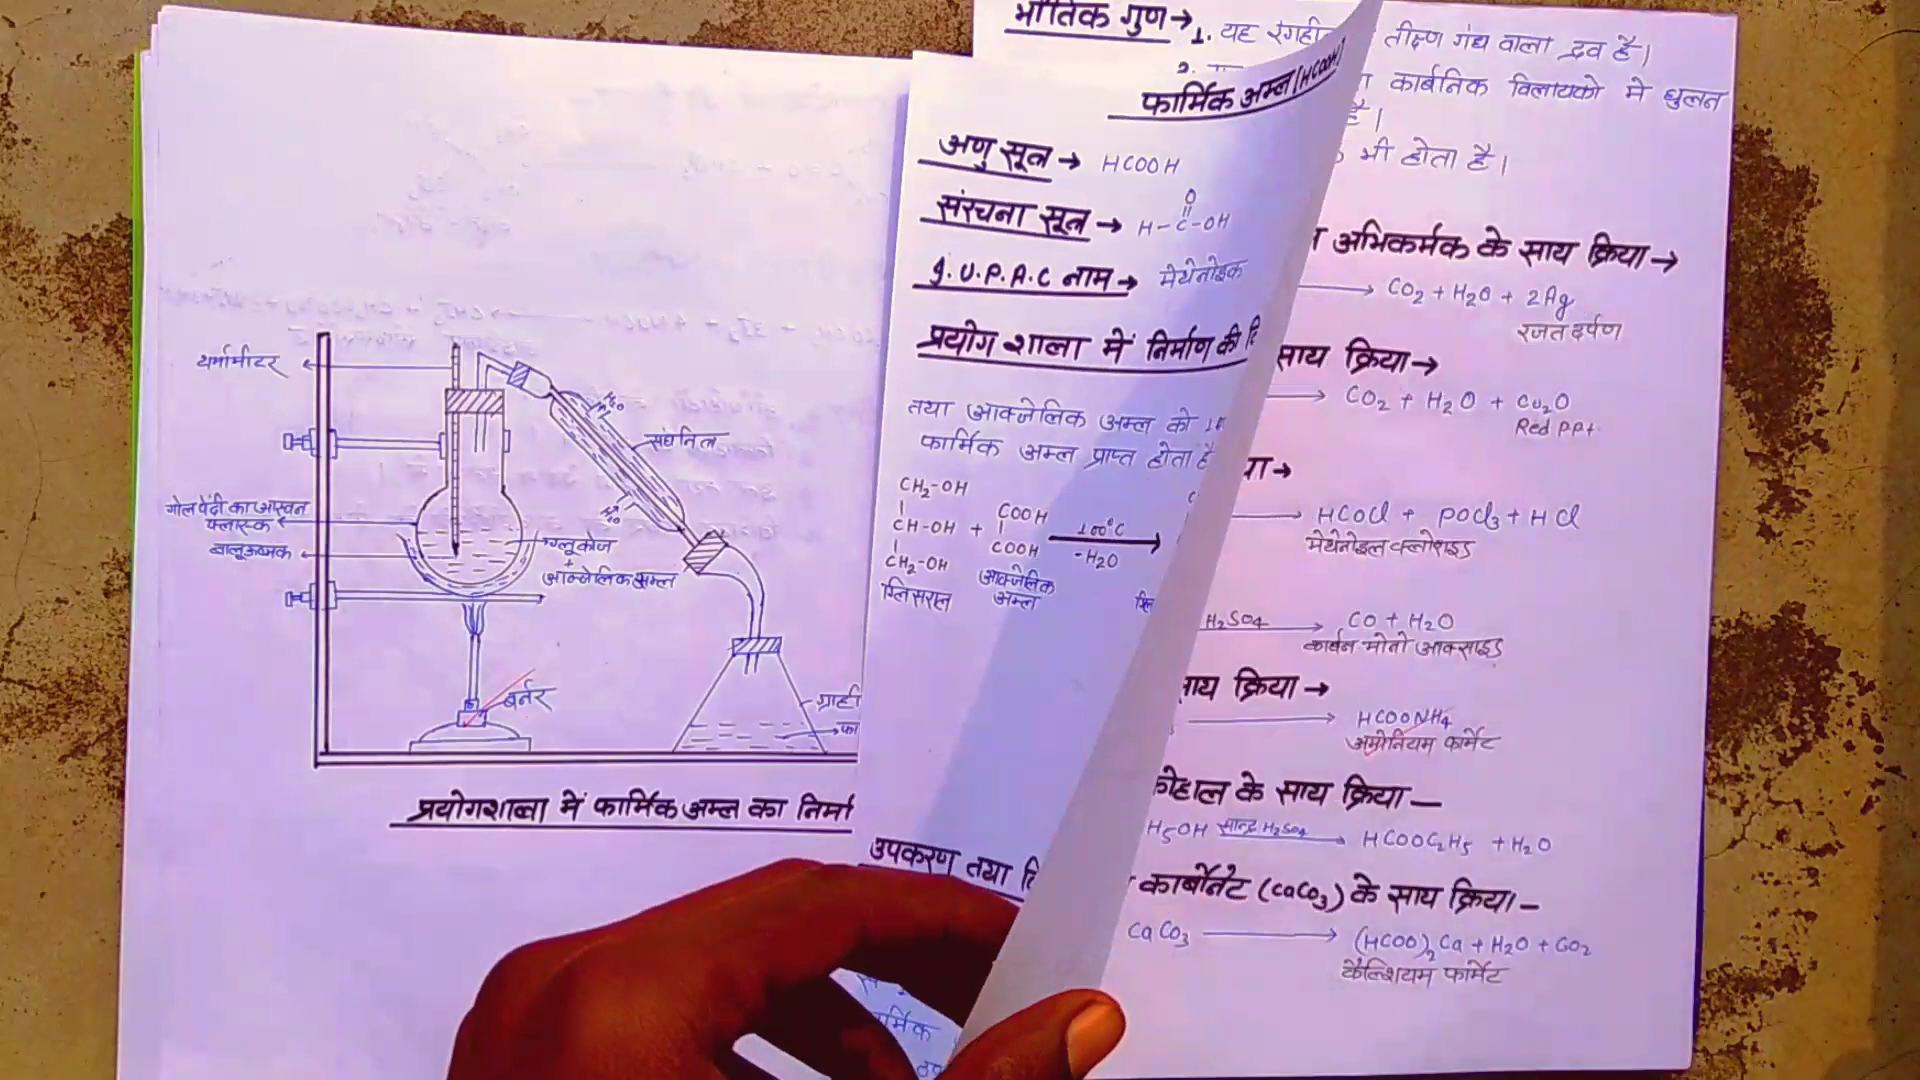 थर्मामीटर
संघनित्र
गोल पेंदी का आसवन
फ्लास्क
बालूऊष्मक
ग्लूकोज
+
आक्जेलिक अम्ल
बर्नर
ग्राही
प्रयोगशाला में फार्मिक अम्ल का निर्मा
फार्मिक अम्ल (HCOOH)
अणु सूत्र → HCOOH
संरचना सूत्र → H-C-OH
O
I.U.P.A.C नाम → मेथेनोइक
प्रयोग शाला में निर्माण की वि
तथा आक्जेलिक अम्ल को
फार्मिक अम्ल प्राप्त होता है
CH2-OH
CH-OH + COOH
COOH
CH2-OH
100°C
-H2O
ग्लिसराल
आक्जेलिक
अम्ल
उपकरण तथा वि
र्मिक
भौतिक गुण →
1. यह रंगही तीक्ष्ण गंध वाला द्रव है।
2. कार्बनिक विलायको मे घुलन
है।
भी होता है।
अभिकर्मक के साथ क्रिया →
→ CO2 + H2O + 2Ag
रजत दर्पण
साथ क्रिया →
→ CO2 + H2O + Cu2O
Red PPt.
या →
→ HCOCl + POCl3 + HCl
मेथेनोइल क्लोराइड
H2SO4 → CO + H2O
कार्बन मोनो आक्साइड
साथ क्रिया →
→ HCOONH4
अमोनियम फार्मेट
कोहाल के साथ क्रिया —
H5OH सान्द्र H2SO4 → HCOOC2H5 + H2O
कार्बोनेट (CaCO3) के साथ क्रिया –
CaCO3 → (HCOO)2Ca + H2O + CO2
कैल्शियम फार्मेट